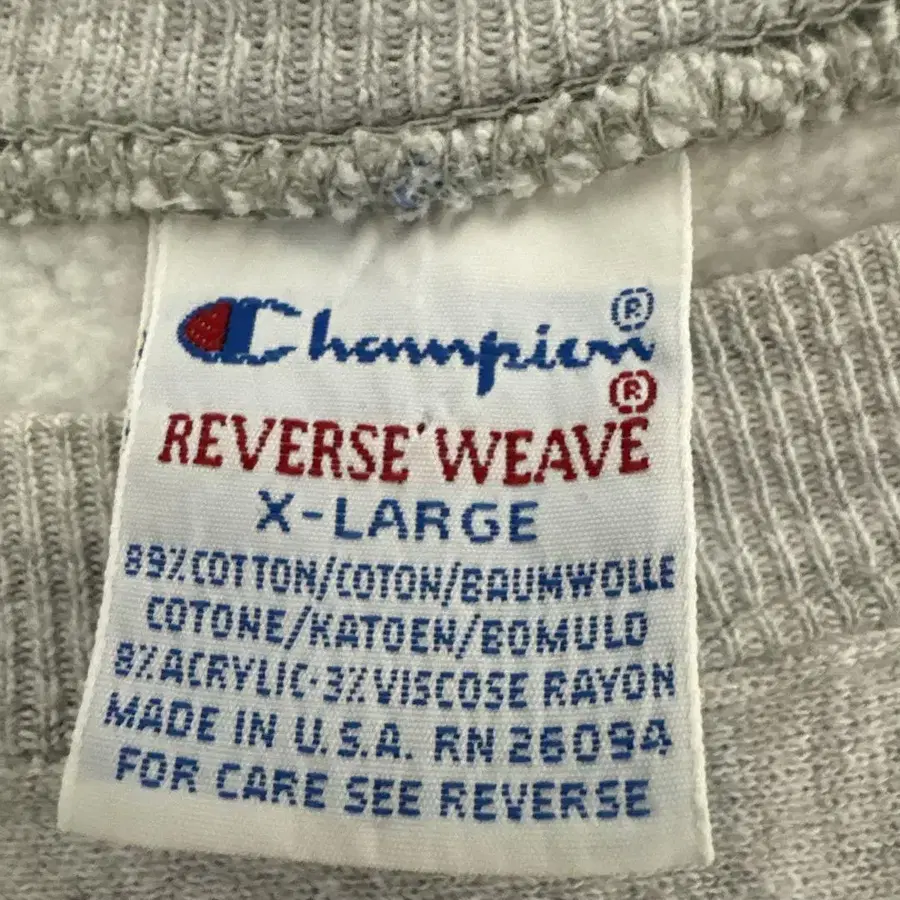 Champion®
®
REVERSE WEAVE
X-LARGE
89% COTTON/COTON/BAUMWOLLE
COTONE/KATOEN/BOMULD
8% ACRYLIC·3% VISCOSE RAYON
MADE IN U.S.A. RN 26094
FOR CARE SEE REVERSE